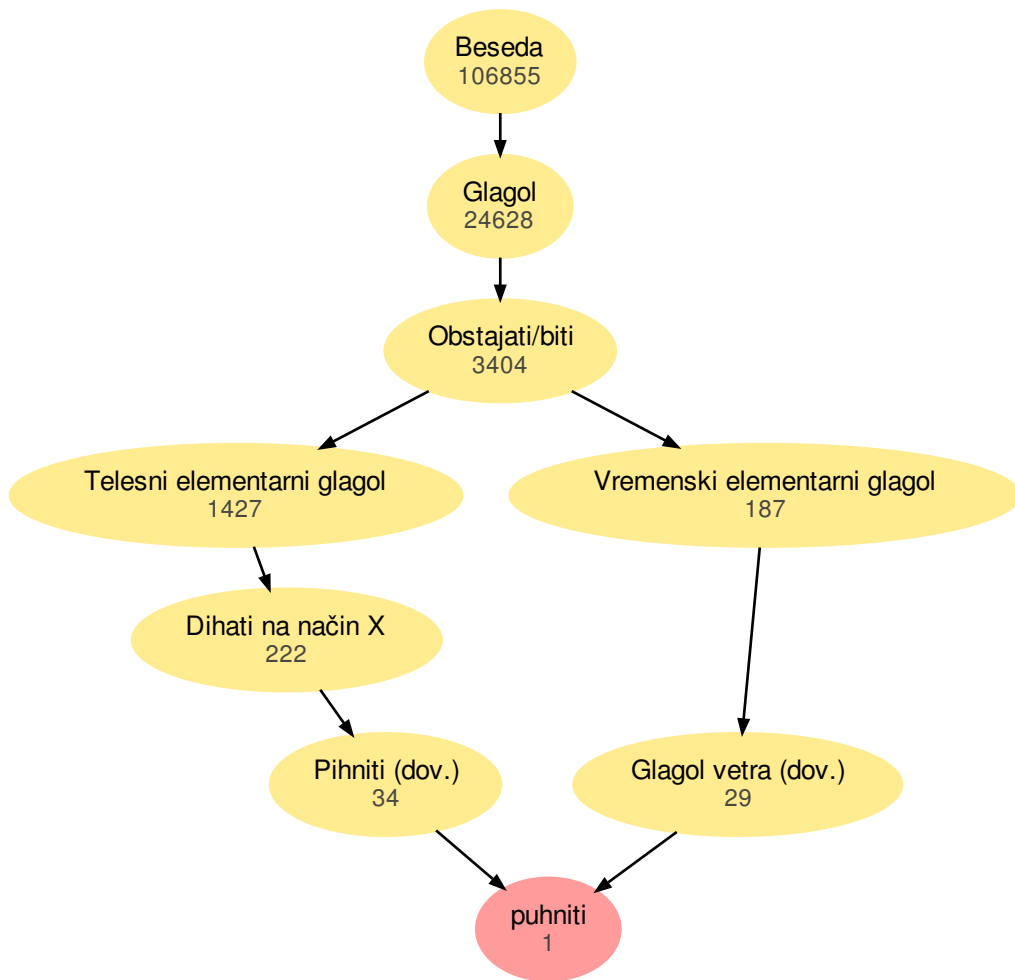 Beseda
106855
Glagol
24628
Obstajati/biti
3404
Telesni elementarni glagol
1427
Vremenski elementarni glagol
187
Dihati na način X
222
Pihniti (dov.)
34
Glagol vetra (dov.)
29
puhniti
1